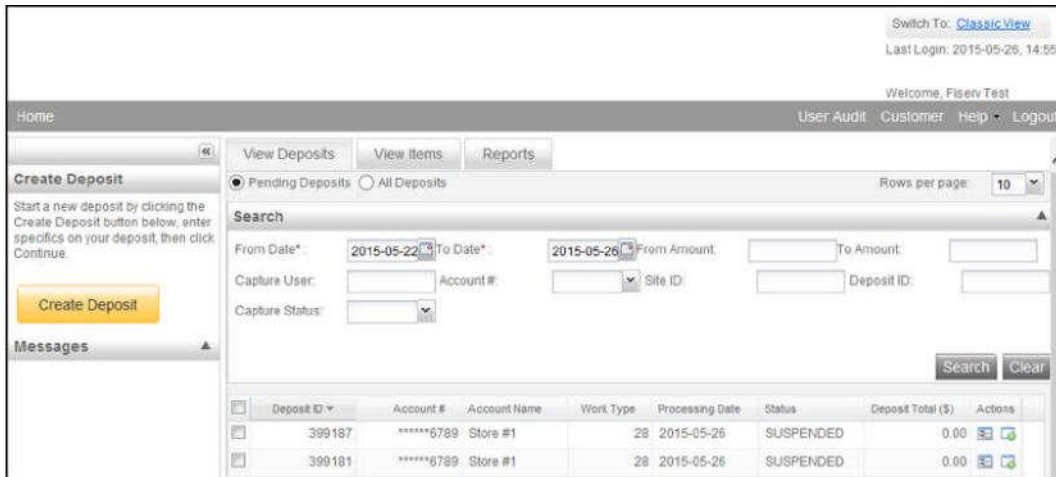 Switch To: Classic View
Last Login: 2015-05-26, 14:55
Welcome, Fiserv Test
Home User Audit Customer Help Logout
View Deposits View Items Reports
Create Deposit
Pending Deposits All Deposits Rows per page: 10
Start a new deposit by clicking the
Create Deposit button below, enter
specifics on your deposit, then click
Continue.
Create Deposit
Messages
Search
From Date*: 2015-05-22 To Date*: 2015-05-26 From Amount: To Amount:
Capture User: Account #: Site ID: Deposit ID:
Capture Status:
Search Clear
Deposit ID Account # Account Name Work Type Processing Date Status Deposit Total ($) Actions
399187 ******6789 Store #1 28 2015-05-26 SUSPENDED 0.00
399181 ******6789 Store #1 28 2015-05-26 SUSPENDED 0.00